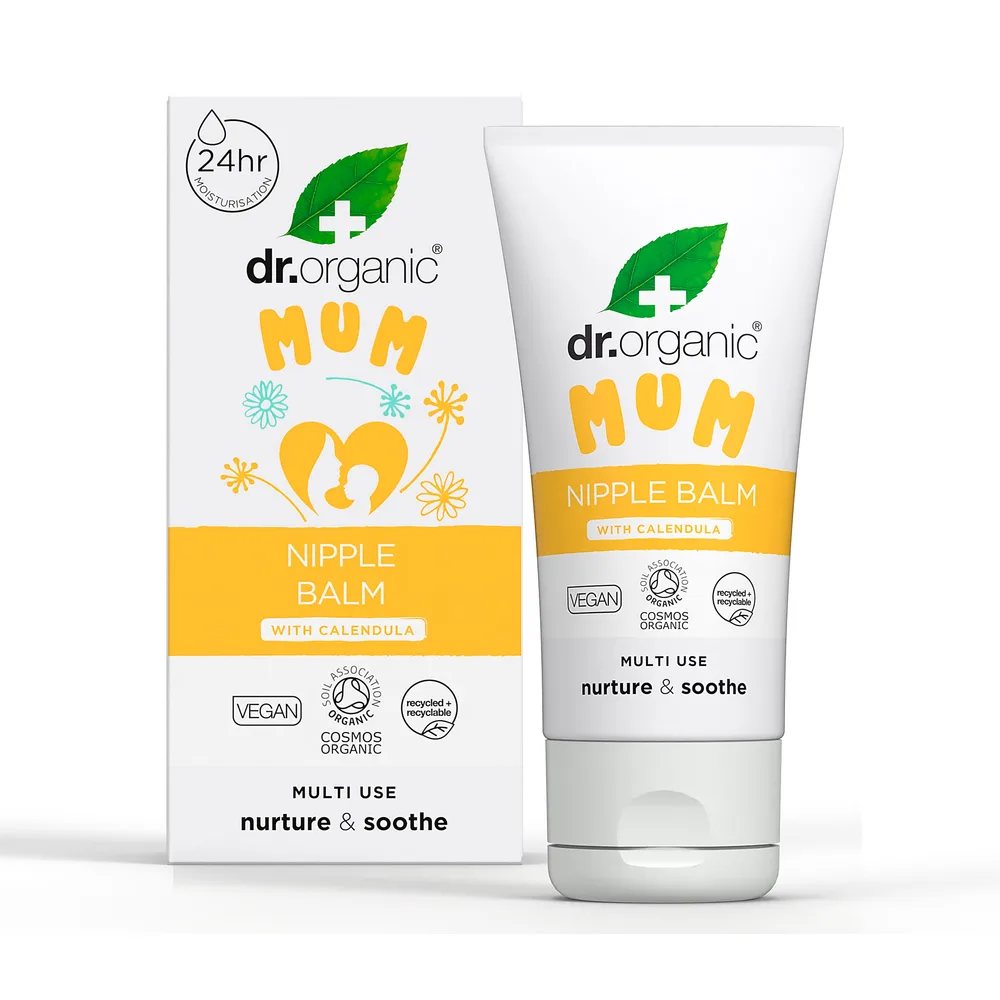 24hr
MOISTURISATION
dr.organic®
MUM
NIPPLE
BALM
WITH CALENDULA
VEGAN
SOIL ASSOCIATION
ORGANIC
COSMOS
ORGANIC
recycled +
recyclable
MULTI USE
nurture & soothe
dr.organic®
MUM
NIPPLE BALM
WITH CALENDULA
VEGAN
SOIL ASSOCIATION
ORGANIC
COSMOS
ORGANIC
recycled +
recyclable
MULTI USE
nurture & soothe